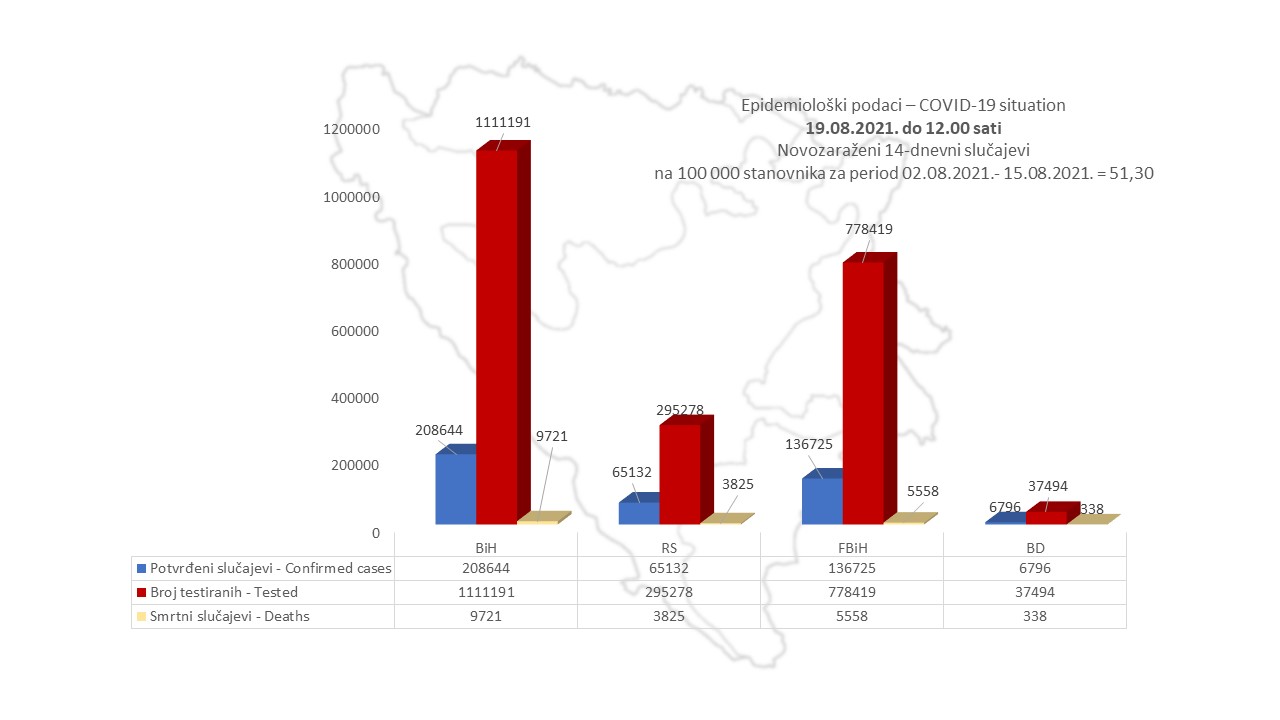 Epidemiološki podaci – COVID-19 situation
19.08.2021. do 12.00 sati
Novozaraženi 14-dnevni slučajevi
na 100 000 stanovnika za period 02.08.2021.- 15.08.2021. = 51,30
1200000
1000000
800000
600000
400000
200000
0
208644
1111191
9721
65132
295278
3825
136725
778419
5558
6796
37494
338
BiH RS FBiH BD
Potvrđeni slučajevi - Confirmed cases 208644 65132 136725 6796
Broj testiranih - Tested 1111191 295278 778419 37494
Smrtni slučajevi - Deaths 9721 3825 5558 338